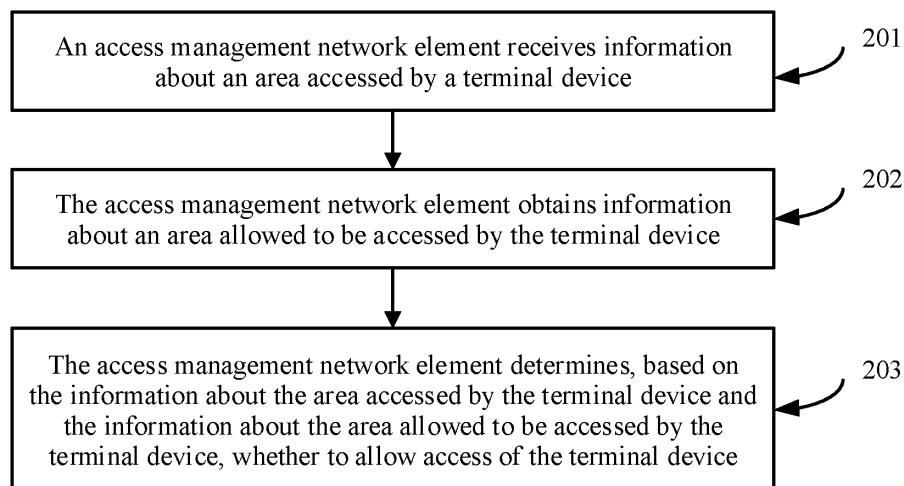 An access management network element receives information
about an area accessed by a terminal device
201
The access management network element obtains information
about an area allowed to be accessed by the terminal device
202
The access management network element determines, based on
the information about the area accessed by the terminal device and
the information about the area allowed to be accessed by the
terminal device, whether to allow access of the terminal device
203